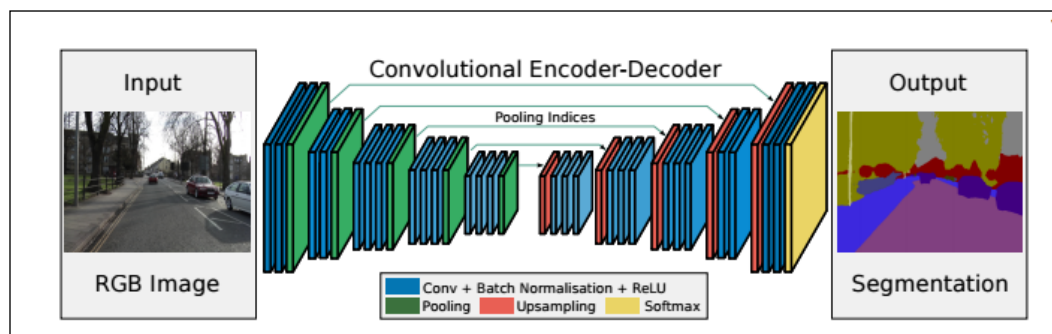 Input
RGB Image
Convolutional Encoder-Decoder
Pooling Indices
Conv + Batch Normalisation + ReLU
Pooling Upsampling Softmax
Output
Segmentation